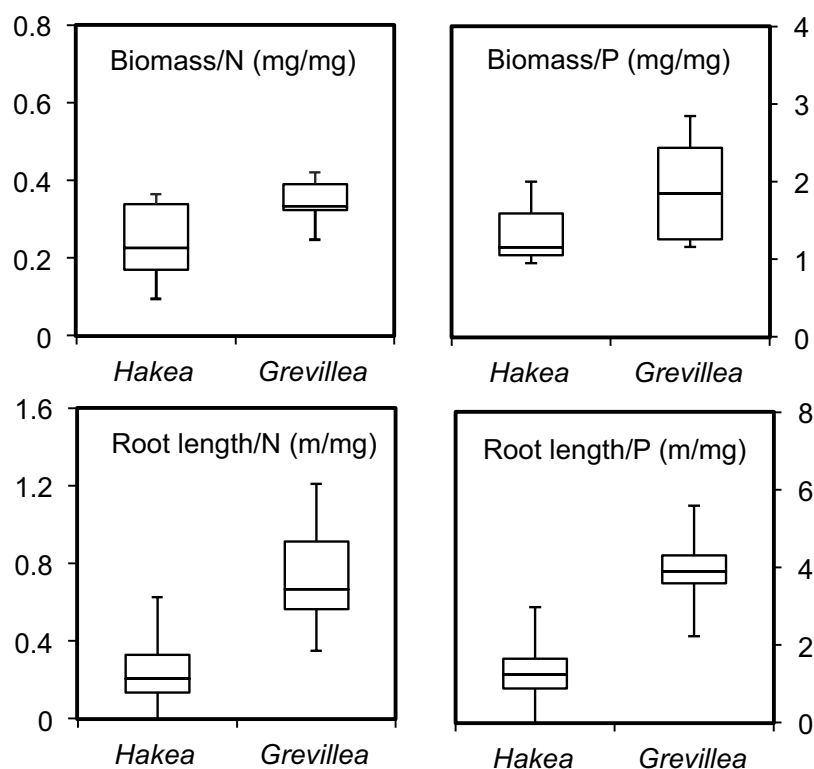 0.8
0.6
0.4
0.2
0
Biomass/N (mg/mg)
Hakea Grevillea
Biomass/P (mg/mg)
4
3
2
1
0
Hakea Grevillea
1.6
1.2
0.8
0.4
0
Root length/N (m/mg)
Hakea Grevillea
Root length/P (m/mg)
8
6
4
2
0
Hakea Grevillea